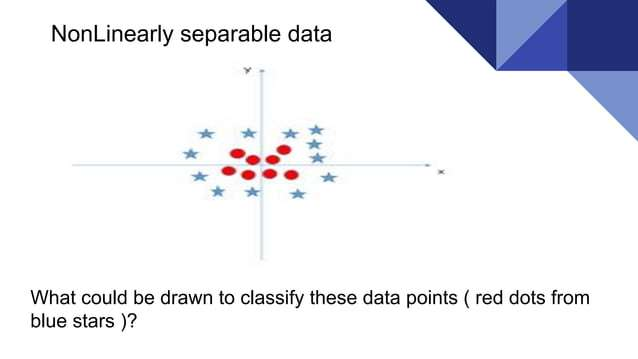 NonLinearly separable data
Y
x
What could be drawn to classify these data points ( red dots from
blue stars )?